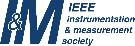 I&M IEEE
instrumentation
& measurement
society